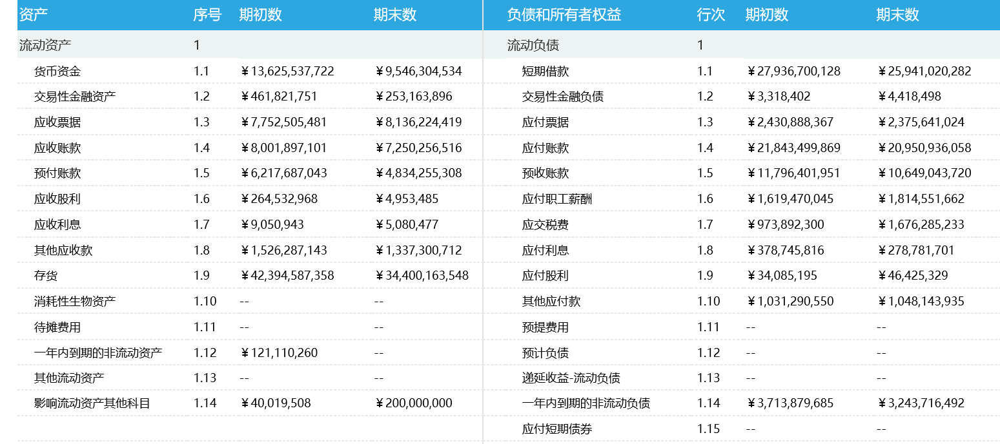 资产 序号 期初数 期末数 负债和所有者权益 行次 期初数 期末数
流动资产 1 流动负债 1
货币资金 1.1 ¥13,625,537,722 ¥9,546,304,534 短期借款 1.1 ¥27,936,700,128 ¥25,941,020,282
交易性金融资产 1.2 ¥461,821,751 ¥253,163,896 交易性金融负债 1.2 ¥3,318,402 ¥4,418,498
应收票据 1.3 ¥7,752,505,481 ¥8,136,224,419 应付票据 1.3 ¥2,430,888,367 ¥2,375,641,024
应收账款 1.4 ¥8,001,897,101 ¥7,250,256,516 应付账款 1.4 ¥21,843,499,869 ¥20,950,936,058
预付账款 1.5 ¥6,217,687,043 ¥4,834,255,308 预收账款 1.5 ¥11,796,401,951 ¥10,649,043,720
应收股利 1.6 ¥264,532,968 ¥4,953,485 应付职工薪酬 1.6 ¥1,619,470,045 ¥1,814,551,662
应收利息 1.7 ¥9,050,943 ¥5,080,477 应交税费 1.7 ¥973,892,300 ¥1,676,285,233
其他应收款 1.8 ¥1,526,287,143 ¥1,337,300,712 应付利息 1.8 ¥378,745,816 ¥278,781,701
存货 1.9 ¥42,394,587,358 ¥34,400,163,548 应付股利 1.9 ¥34,085,195 ¥46,425,329
消耗性生物资产 1.10 -- -- 其他应付款 1.10 ¥1,031,290,550 ¥1,048,143,935
待摊费用 1.11 -- -- 预提费用 1.11 -- --
一年内到期的非流动资产 1.12 ¥121,110,260 -- 预计负债 1.12 -- --
其他流动资产 1.13 -- -- 递延收益-流动负债 1.13 -- --
影响流动资产其他科目 1.14 ¥40,019,508 ¥200,000,000 一年内到期的非流动负债 1.14 ¥3,713,879,685 ¥3,243,716,492
应付短期债券 1.15 -- --